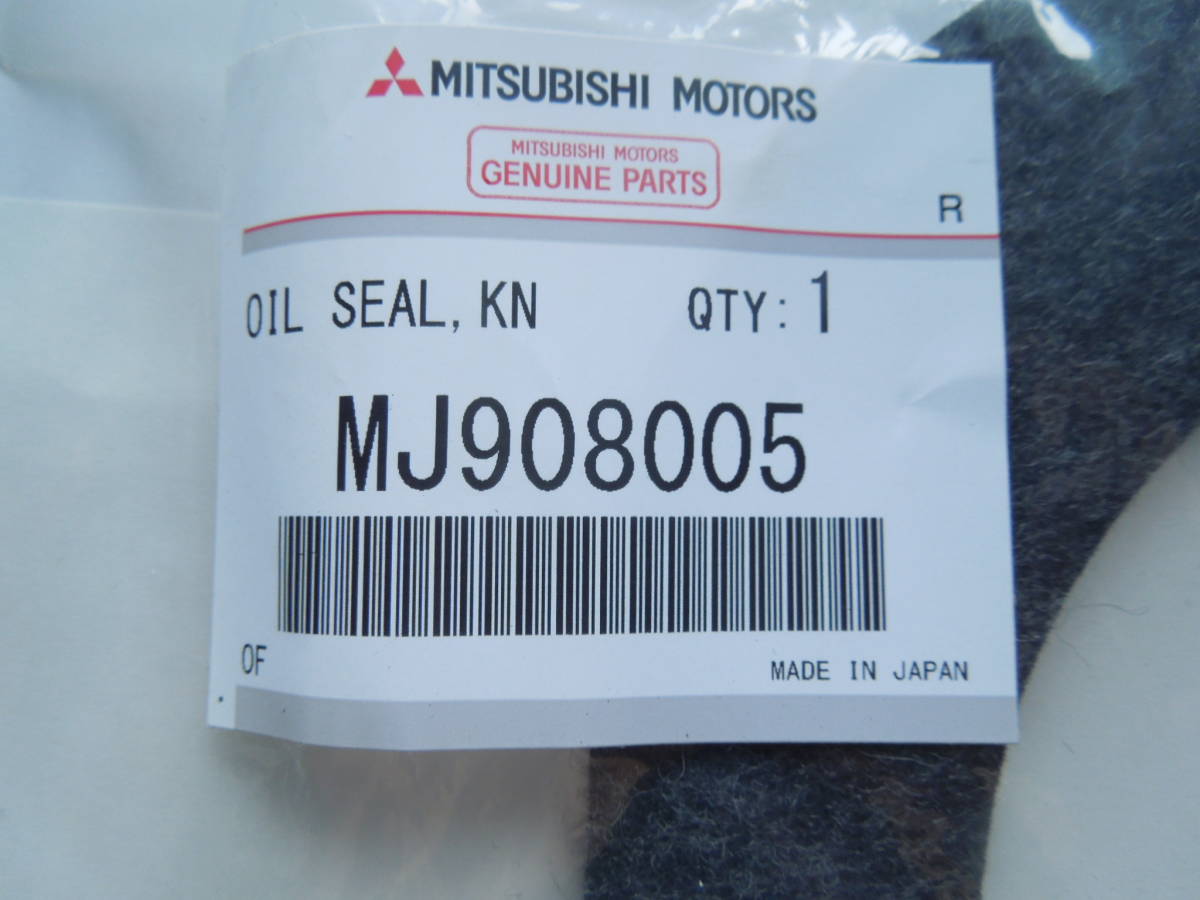 MITSUBISHI MOTORS
MITSUBISHI MOTORS
GENUINE PARTS
R
OIL SEAL, KN QTY: 1
MJ908005
OF
MADE IN JAPAN